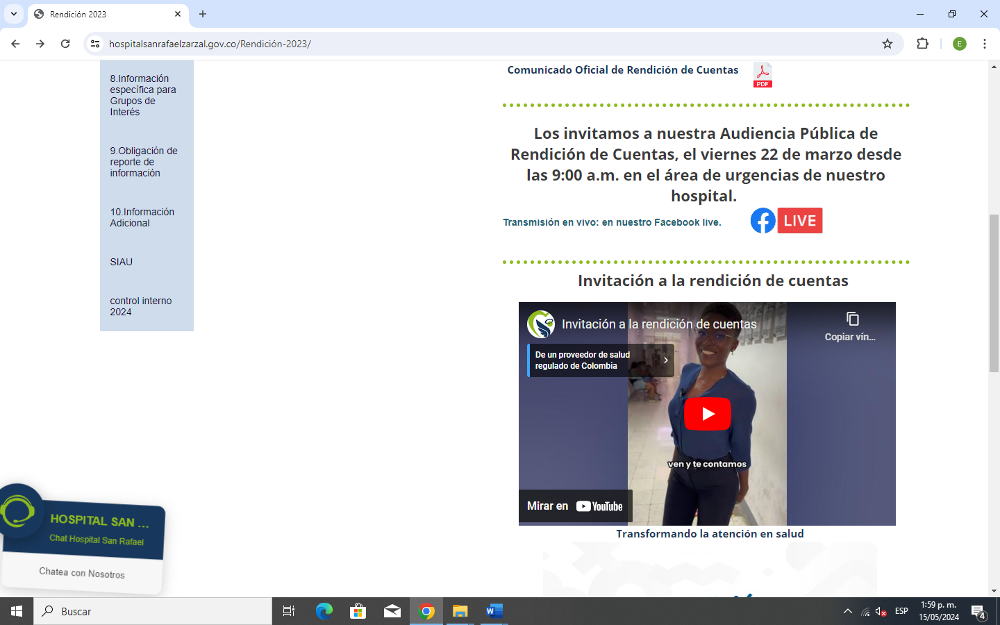 Rendición 2023
hospitalsanrafaelzarzal.gov.co/Rendición-2023/
E
8.Información
específica para
Grupos de
Interés
9.Obligación de
reporte de
información
10.Información
Adicional
SIAU
control interno
2024
Comunicado Oficial de Rendición de Cuentas
PDF
Los invitamos a nuestra Audiencia Pública de
Rendición de Cuentas, el viernes 22 de marzo desde
las 9:00 a.m. en el área de urgencias de nuestro
hospital.
Transmisión en vivo: en nuestro Facebook live.
LIVE
Invitación a la rendición de cuentas
Invitación a la rendición de cuentas
Copiar vín...
De un proveedor de salud
regulado de Colombia
ven y te contamos
Mirar en YouTube
Transformando la atención en salud
HOSPITAL SAN ...
Chat Hospital San Rafael
Chatea con Nosotros
Buscar
ESP
1:59 p. m.
15/05/2024
4